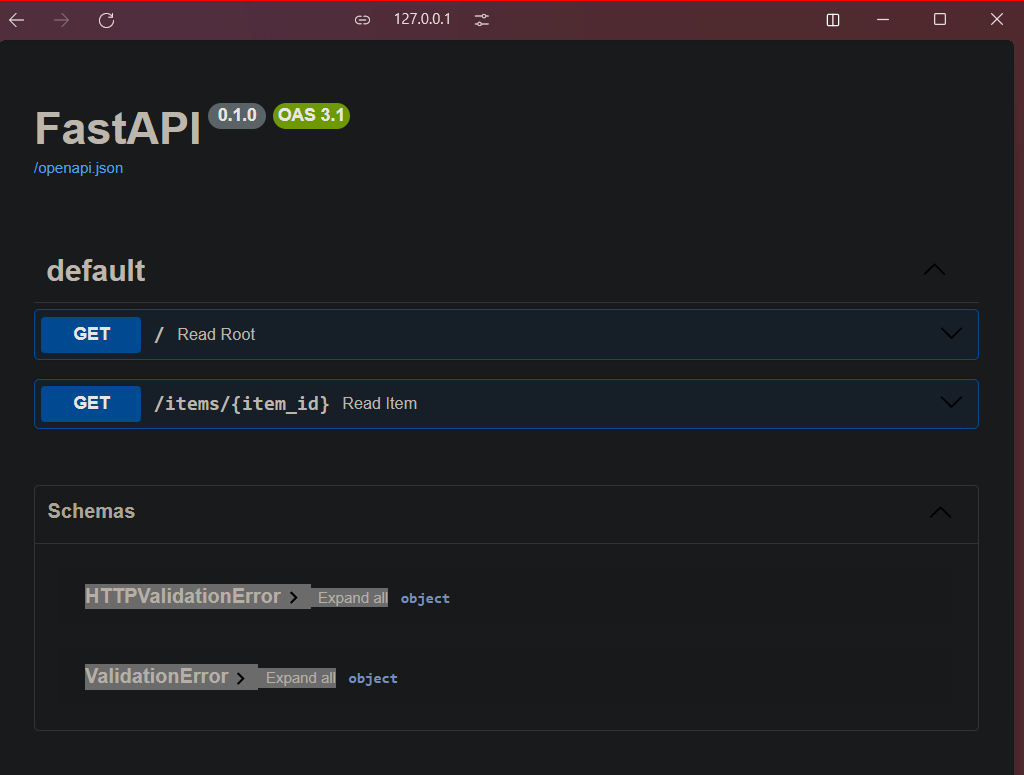 127.0.0.1
FastAPI 0.1.0 OAS 3.1
/openapi.json
default
GET / Read Root
GET /items/{item_id} Read Item
Schemas
HTTPValidationError Expand all object
ValidationError Expand all object